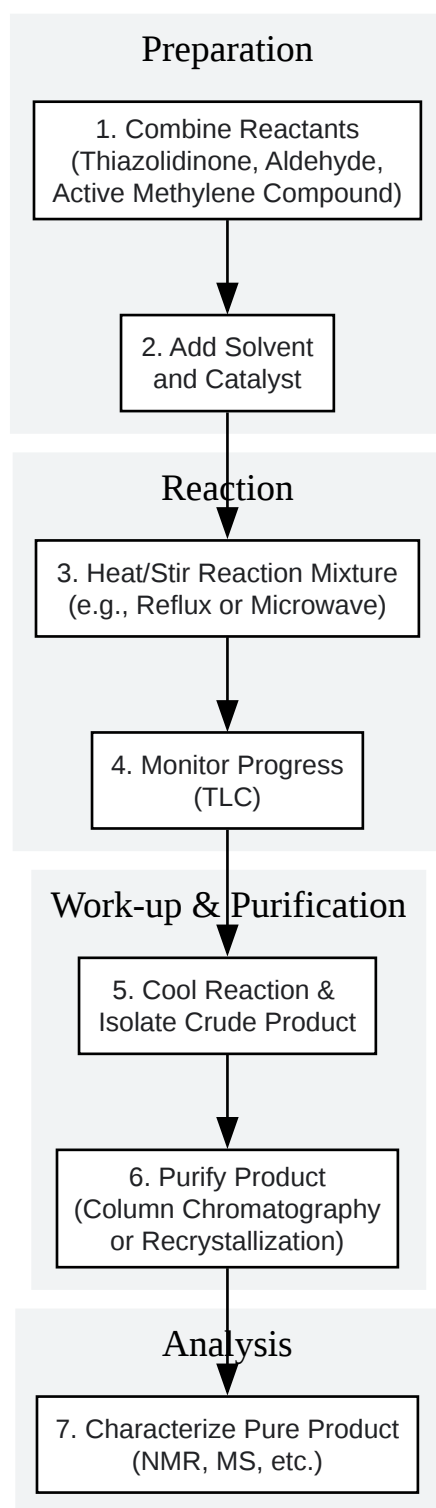 Preparation
1. Combine Reactants
(Thiazolidinone, Aldehyde,
Active Methylene Compound)
2. Add Solvent
and Catalyst
Reaction
3. Heat/Stir Reaction Mixture
(e.g., Reflux or Microwave)
4. Monitor Progress
(TLC)
Work-up & Purification
5. Cool Reaction &
Isolate Crude Product
6. Purify Product
(Column Chromatography
or Recrystallization)
Analysis
7. Characterize Pure Product
(NMR, MS, etc.)